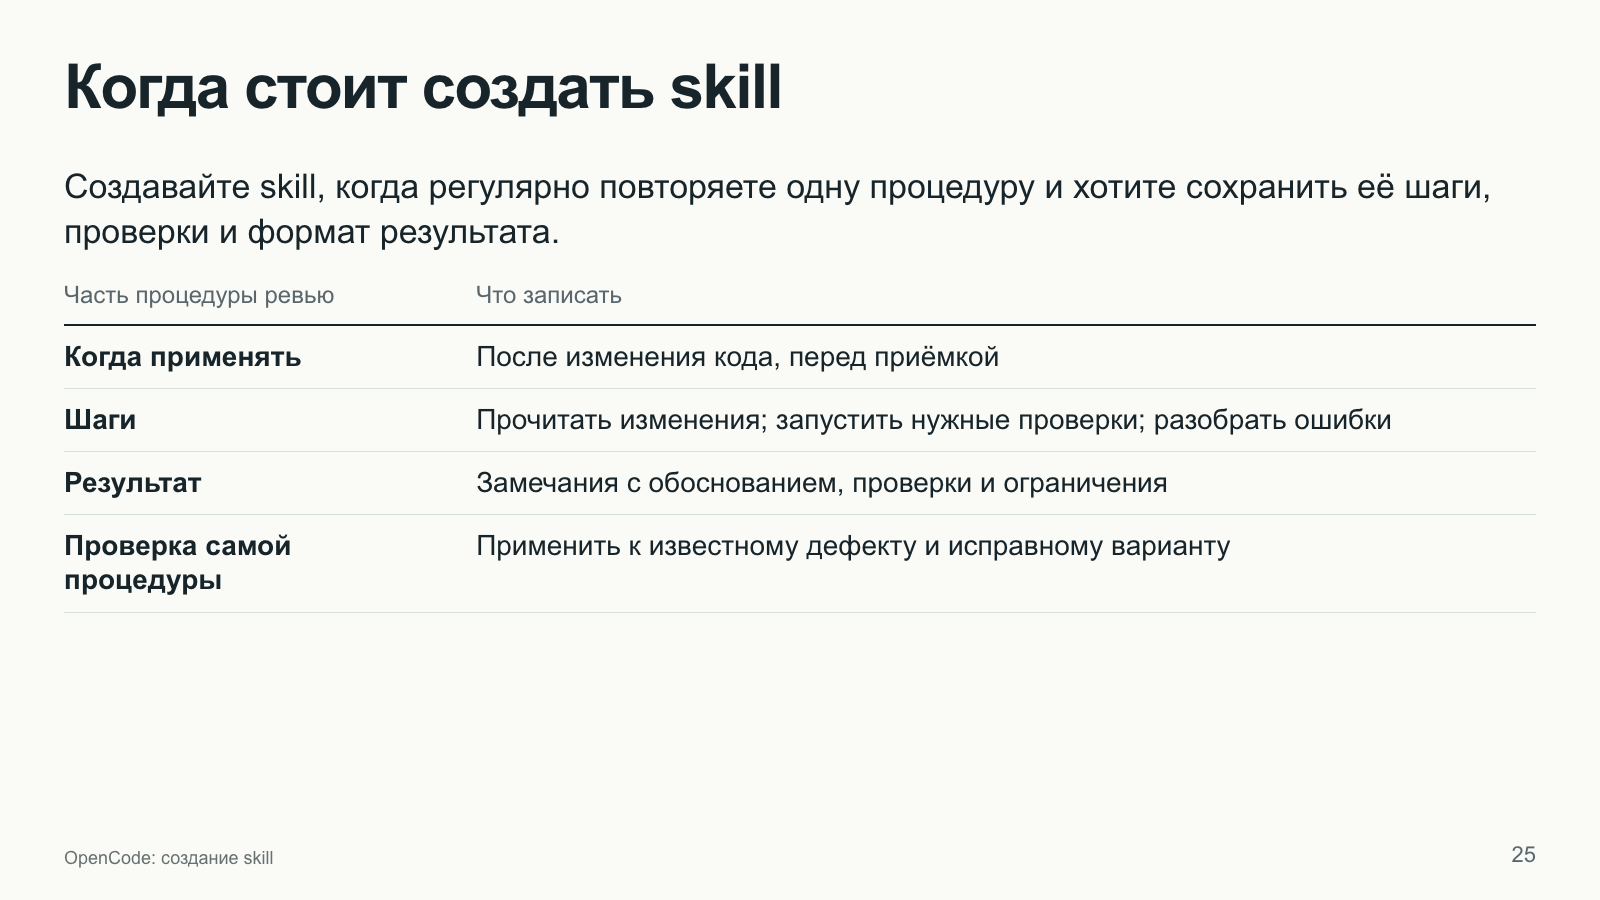 Когда стоит создать skill
Создавайте skill, когда регулярно повторяете одну процедуру и хотите сохранить её шаги,
проверки и формат результата.
Часть процедуры ревью
Что записать
Когда применять
После изменения кода, перед приёмкой
Шаги
Прочитать изменения; запустить нужные проверки; разобрать ошибки
Результат
Замечания с обоснованием, проверки и ограничения
Проверка самой
процедуры
Применить к известному дефекту и исправному варианту
OpenCode: создание skill
25